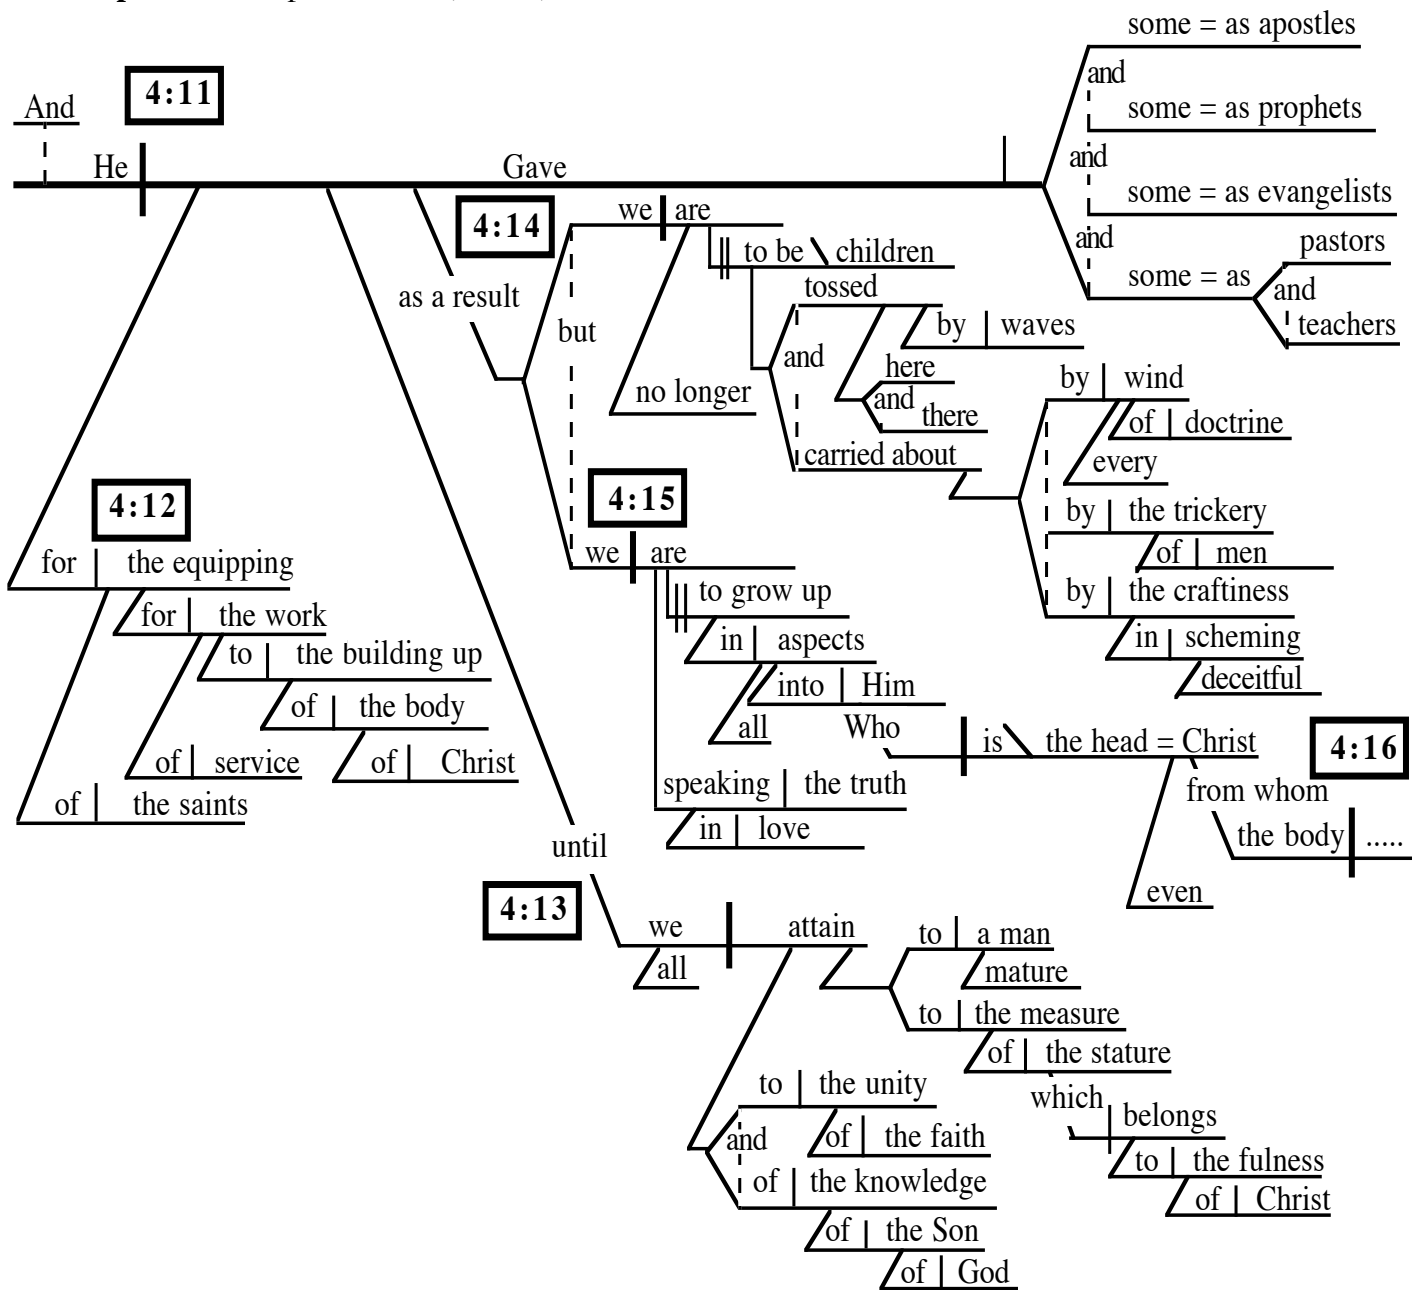 some = as apostles
and
some = as prophets
and
some = as evangelists
and
some = as
pastors
and
teachers
And
4:11
He
Gave
4:14
we are
to be children
as a result
but
no longer
tossed
by waves
and
here
and
there
carried about
by wind
of doctrine
every
by the trickery
of men
by the craftiness
in scheming
deceitful
4:15
we are
to grow up
in aspects
into Him
all
Who
is the head = Christ
4:16
from whom
the body .....
even
speaking the truth
in love
4:12
for the equipping
for the work
to the building up
of the body
of Christ
of service
of the saints
until
4:13
we attain
all
to a man
mature
to the measure
of the stature
which
belongs
to the fulness
of Christ
to the unity
of the faith
and
of the knowledge
of the Son
of God